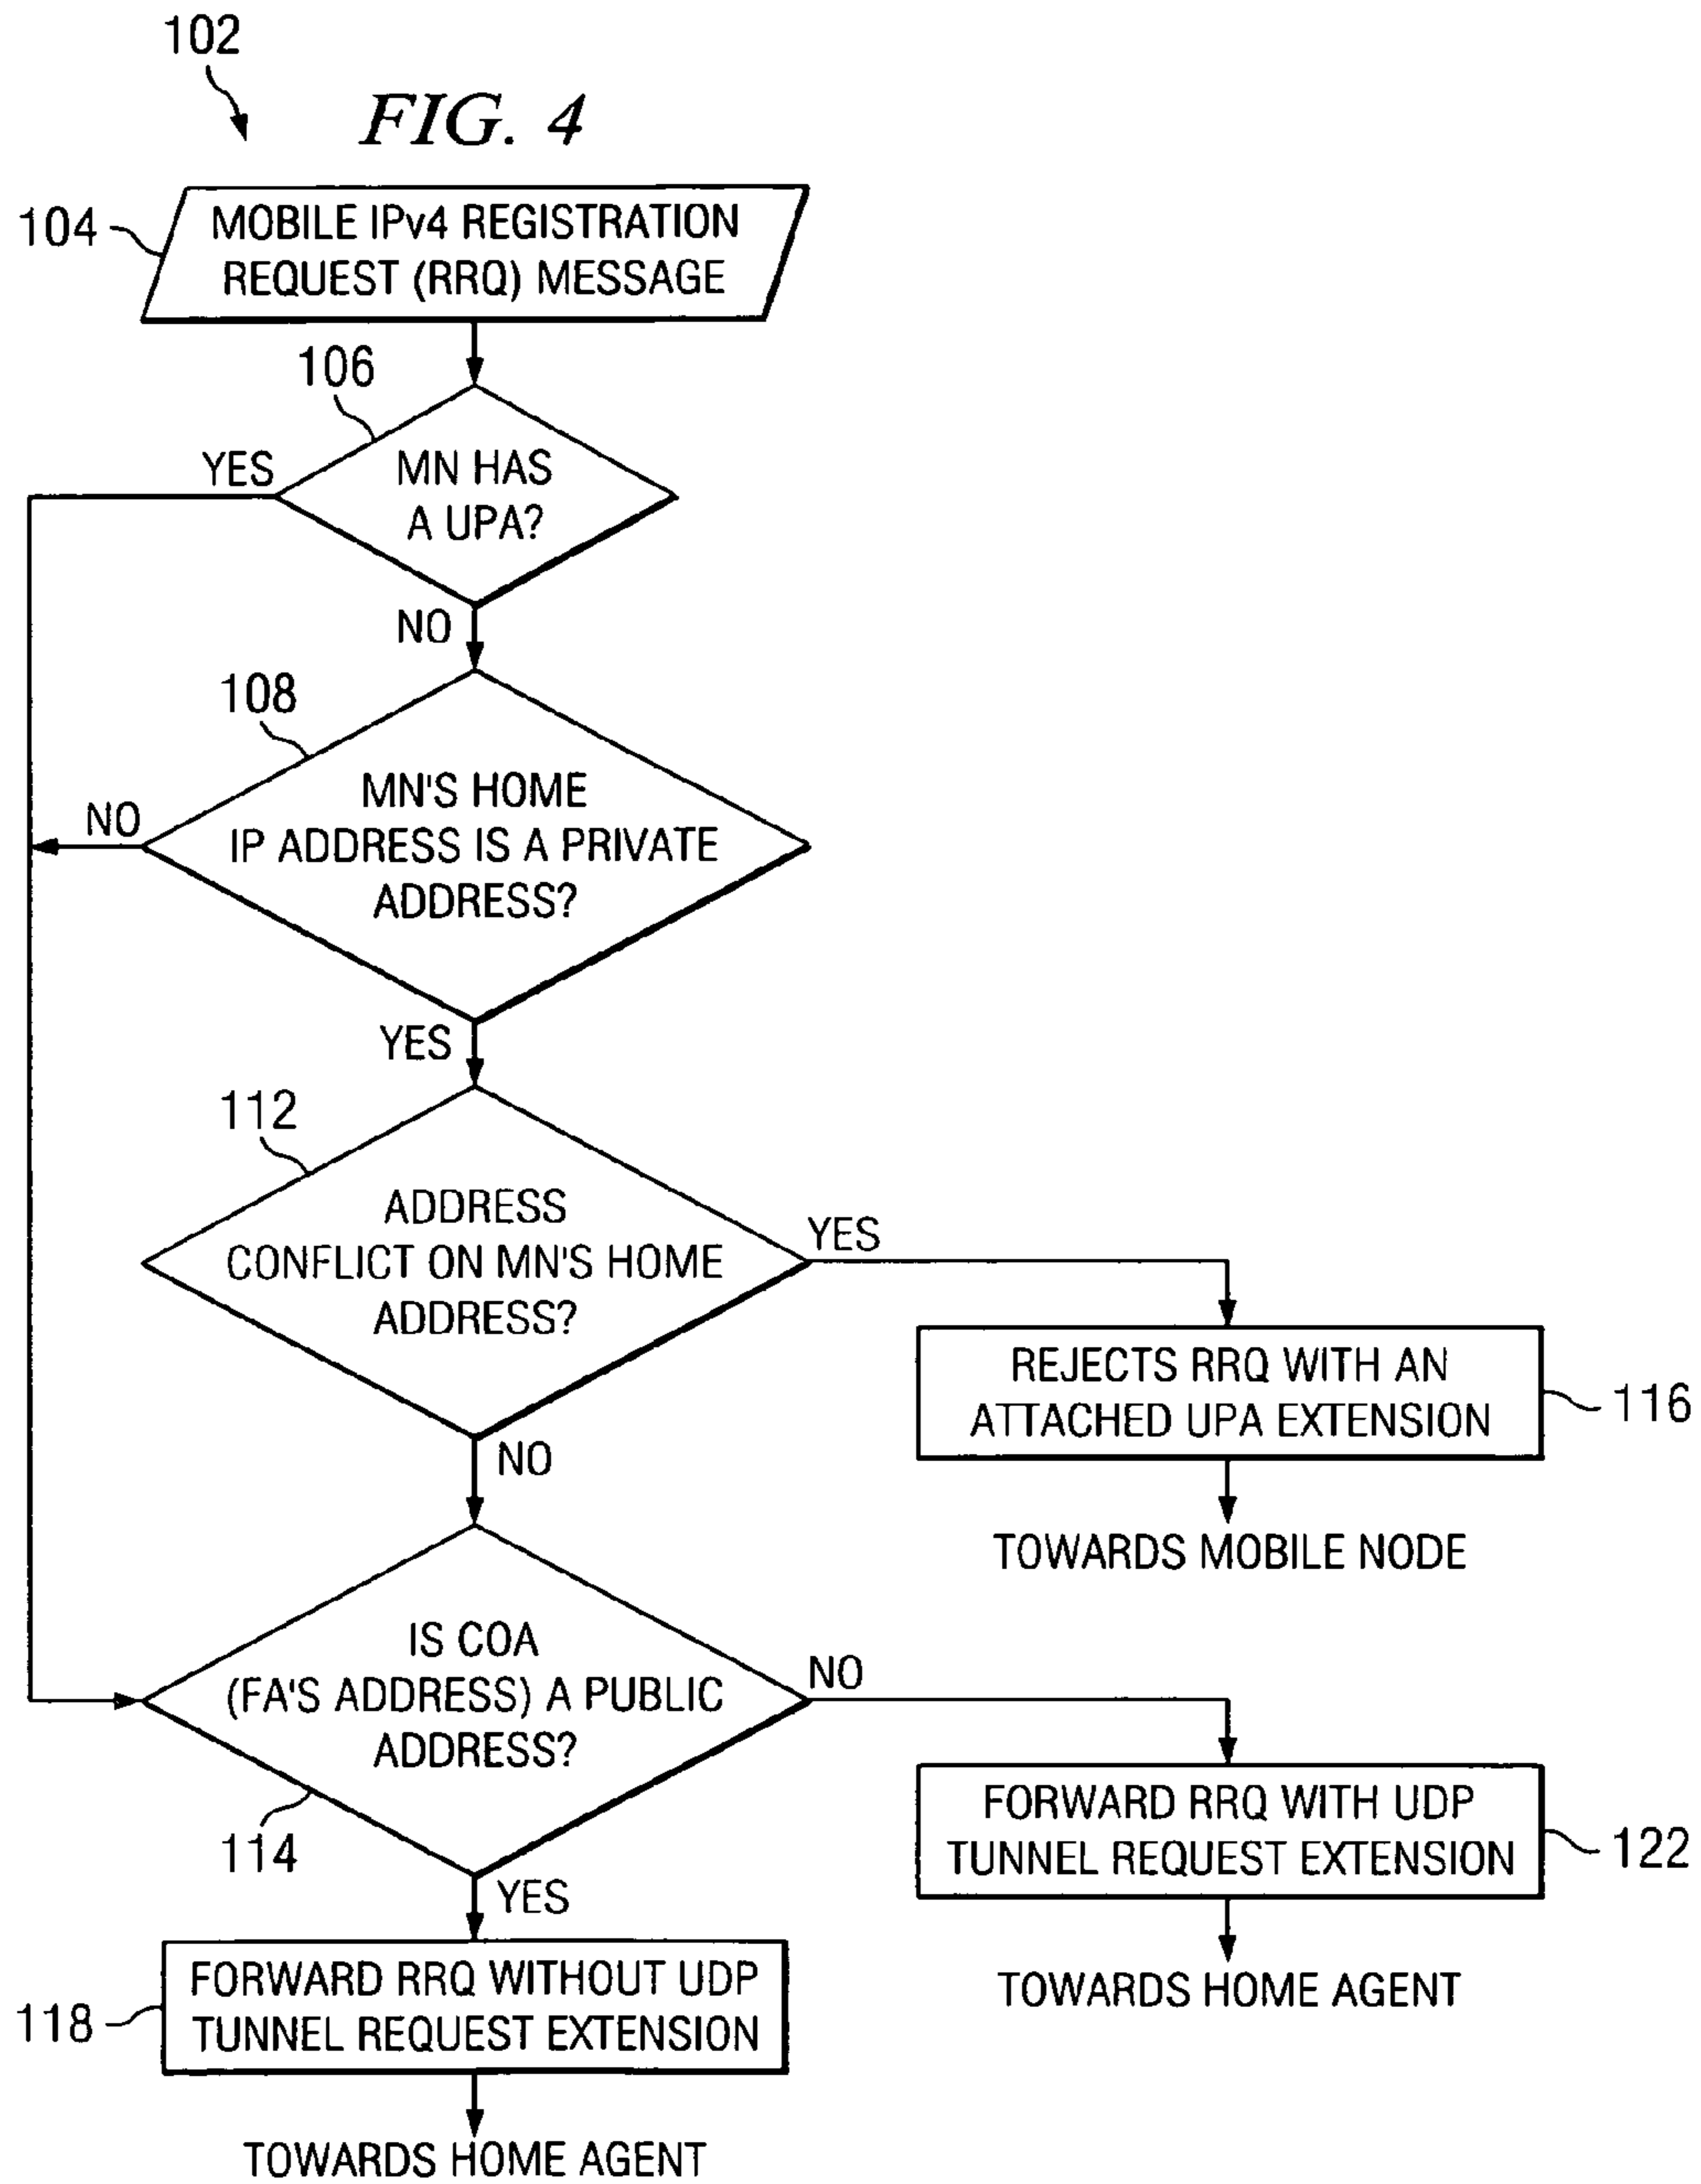 102
FIG. 4
104
MOBILE IPv4 REGISTRATION
REQUEST (RRQ) MESSAGE
106
YES
MN HAS
A UPA?
NO
108
NO
MN'S HOME
IP ADDRESS IS A PRIVATE
ADDRESS?
YES
112
ADDRESS
CONFLICT ON MN'S HOME
ADDRESS?
YES
REJECTS RRQ WITH AN
ATTACHED UPA EXTENSION
116
TOWARDS MOBILE NODE
NO
IS COA
(FA'S ADDRESS) A PUBLIC
ADDRESS?
NO
114
FORWARD RRQ WITH UDP
TUNNEL REQUEST EXTENSION
122
TOWARDS HOME AGENT
YES
FORWARD RRQ WITHOUT UDP
TUNNEL REQUEST EXTENSION
118
TOWARDS HOME AGENT